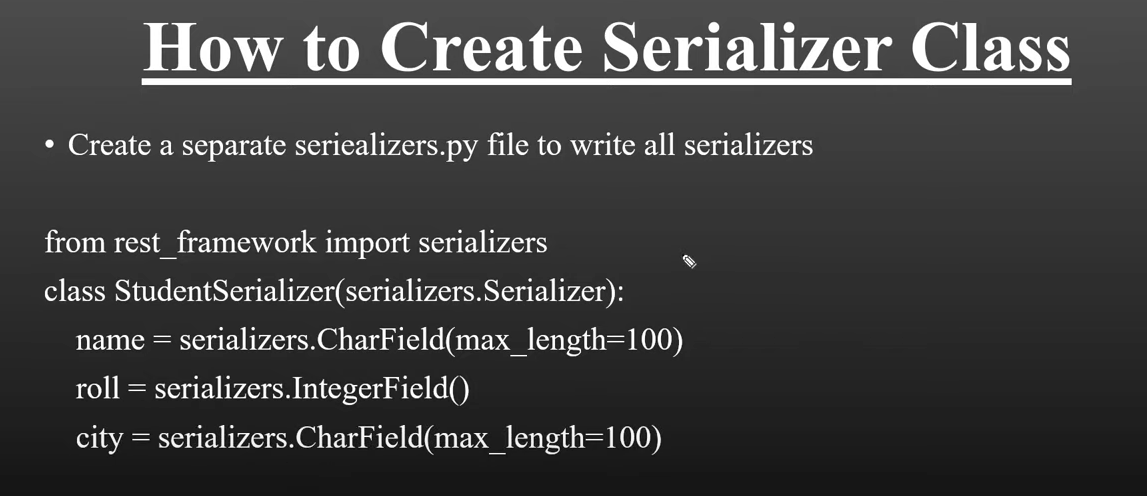 How to Create Serializer Class
• Create a separate seriealizers.py file to write all serializers
from rest_framework import serializers
class StudentSerializer(serializers.Serializer):
name = serializers.CharField(max_length=100)
roll = serializers.IntegerField()
city = serializers.CharField(max_length=100)